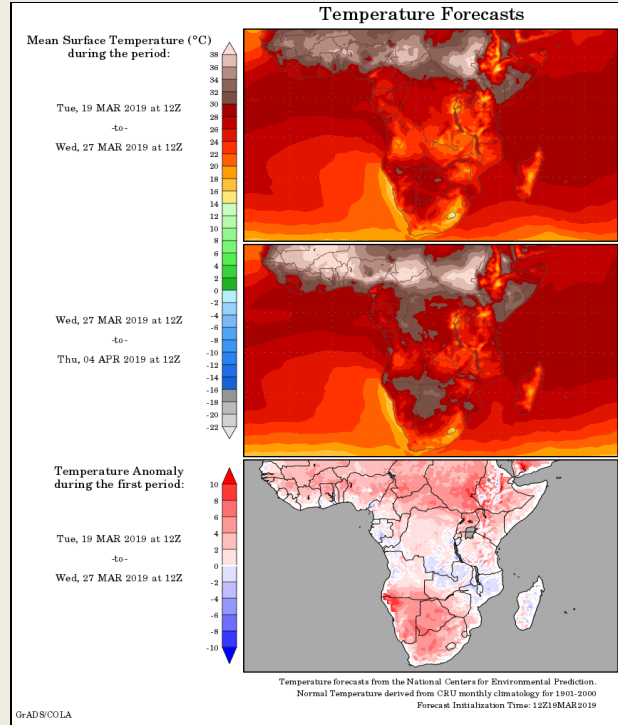 Temperature Forecasts
Mean Surface Temperature (°C)
during the period:
Tue, 19 MAR 2019 at 12Z
-to-
Wed, 27 MAR 2019 at 12Z
38
36
34
32
30
28
26
24
22
20
18
16
14
12
10
8
6
4
2
0
-2
-4
-6
-8
-10
-12
-14
-16
-18
-20
-22
Wed, 27 MAR 2019 at 12Z
-to-
Thu, 04 APR 2019 at 12Z
Temperature Anomaly
during the first period:
Tue, 19 MAR 2019 at 12Z
-to-
Wed, 27 MAR 2019 at 12Z
10
8
6
4
2
0
-2
-4
-6
-8
-10
Temperature forecasts from the National Centers for Environmental Prediction.
Normal Temperature derived from CRU monthly climatology for 1901-2000
Forecast Initialization Time: 12Z19MAR2019
GrADS/COLA